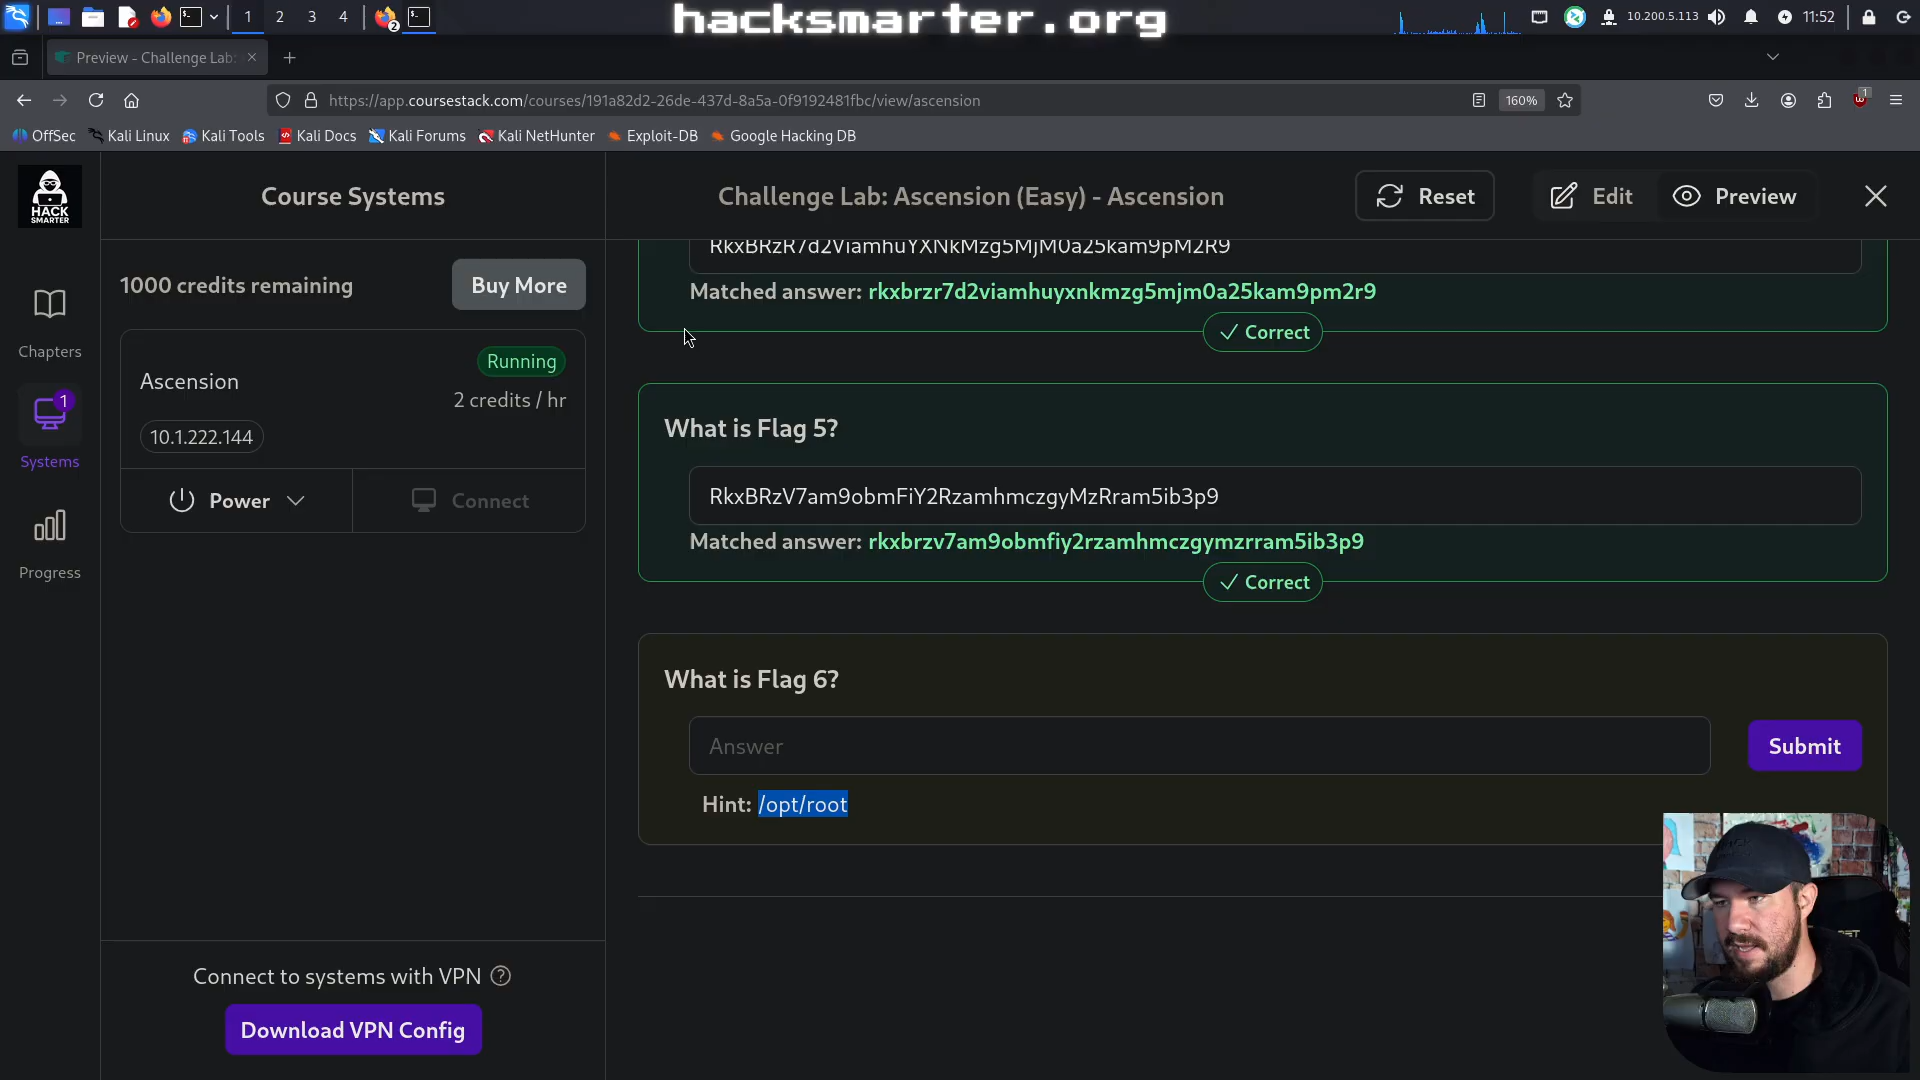 hacksmarter.org
1 2 3 4
2
10.200.5.113
11:52
Preview - Challenge Lab:
https://app.coursestack.com/courses/191a82d2-26de-437d-8a5a-0f9192481fbc/view/ascension
160%
1
OffSec
Kali Linux
Kali Tools
Kali Docs
Kali Forums
Kali NetHunter
Exploit-DB
Google Hacking DB
HACK
SMARTER
Chapters
1
Systems
Progress
Course Systems
1000 credits remaining
Buy More
Ascension
Running
2 credits / hr
10.1.222.144
Power
Connect
Connect to systems with VPN
Download VPN Config
Challenge Lab: Ascension (Easy) - Ascension
Reset
Edit
Preview
RkxBRzR7d2ViamhuYXNkMzg5MjM0a25kam9pM2R9
Matched answer: rkxbrzr7d2viamhuyxnkmzg5mjm0a25kam9pm2r9
Correct
What is Flag 5?
RkxBRzV7am9obmFiY2RzamhmczgyMzRram5ib3p9
Matched answer: rkxbrzv7am9obmfiy2rzamhmczgymzrram5ib3p9
Correct
What is Flag 6?
Answer
Submit
Hint: /opt/root